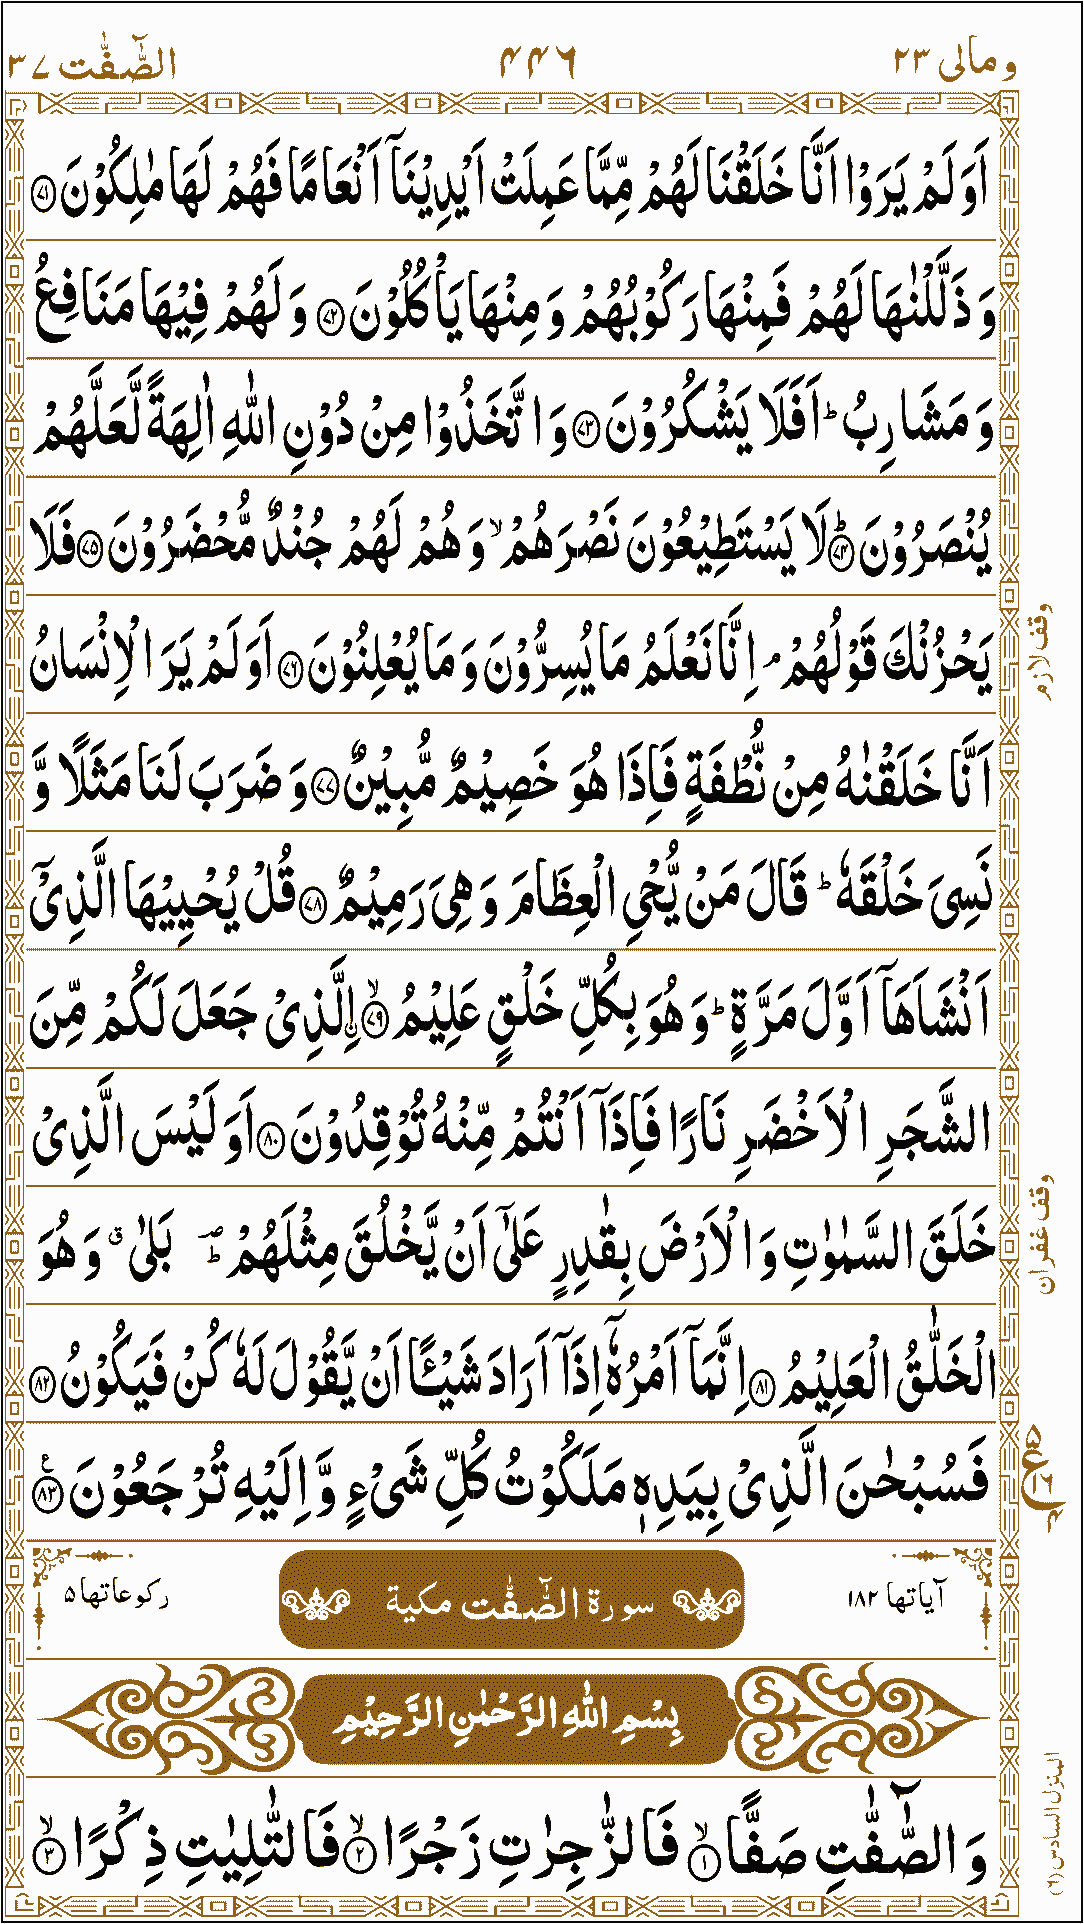 و مالی ۲۳ ۴۴۶ الصّٰٓفّٰت ۳۷
اَوَلَمْ یَرَوْا اَنَّا خَلَقْنَا لَهُمْ مِّمَّا عَمِلَتْ اَیْدِیْنَاۤ اَنْعَامًا فَهُمْ لَهَا مٰلِكُوْنَ ﴿۷۱﴾
وَ ذَلَّلْنٰهَا لَهُمْ فَمِنْهَا رَكُوْبُهُمْ وَ مِنْهَا یَاْكُلُوْنَ ﴿۷۲﴾ وَ لَهُمْ فِیْهَا مَنَافِعُ
وَ مَشَارِبُ ؕ اَفَلَا یَشْكُرُوْنَ ﴿۷۳﴾ وَ اتَّخَذُوْا مِنْ دُوْنِ اللّٰهِ اٰلِهَةً لَّعَلَّهُمْ
یُنْصَرُوْنَ ؕ﴿۷۴﴾ لَا یَسْتَطِیْعُوْنَ نَصْرَهُمْ ۙ وَ هُمْ لَهُمْ جُنْدٌ مُّحْضَرُوْنَ ﴿۷۵﴾ فَلَا
یَحْزُنْكَ قَوْلُهُمْ ۘ اِنَّا نَعْلَمُ مَا یُسِرُّوْنَ وَ مَا یُعْلِنُوْنَ ﴿۷۶﴾ اَوَلَمْ یَرَ الْاِنْسَانُ
اَنَّا خَلَقْنٰهُ مِنْ نُّطْفَةٍ فَاِذَا هُوَ خَصِیْمٌ مُّبِیْنٌ ﴿۷۷﴾ وَ ضَرَبَ لَنَا مَثَلًا وَّ
نَسِیَ خَلْقَهٗ ؕ قَالَ مَنْ یُّحْیِ الْعِظَامَ وَ هِیَ رَمِیْمٌ ﴿۷۸﴾ قُلْ یُحْیِیْهَا الَّذِیْۤ
اَنْشَاَهَاۤ اَوَّلَ مَرَّةٍ ؕ وَ هُوَ بِكُلِّ خَلْقٍ عَلِیْمُ ۙ﴿۷۹﴾ ۨالَّذِیْ جَعَلَ لَكُمْ مِّنَ
الشَّجَرِ الْاَخْضَرِ نَارًا فَاِذَاۤ اَنْتُمْ مِّنْهُ تُوْقِدُوْنَ ﴿۸۰﴾ اَوَ لَیْسَ الَّذِیْ
خَلَقَ السَّمٰوٰتِ وَ الْاَرْضَ بِقٰدِرٍ عَلٰۤی اَنْ یَّخْلُقَ مِثْلَهُمْ ؕؔ بَلٰی ۗ وَ هُوَ
الْخَلّٰقُ الْعَلِیْمُ ﴿۸۱﴾ اِنَّمَاۤ اَمْرُهٗۤ اِذَاۤ اَرَادَ شَیْـًٔا اَنْ یَّقُوْلَ لَهٗ كُنْ فَیَكُوْنُ ﴿۸۲﴾
فَسُبْحٰنَ الَّذِیْ بِیَدِهٖ مَلَكُوْتُ كُلِّ شَیْءٍ وَّ اِلَیْهِ تُرْجَعُوْنَ ﴿۸۳﴾ ع
آیاتها ۱۸۲ سورة الصّٰٓفّٰت مكیة ركوعاتها ۵
بِسْمِ اللّٰهِ الرَّحْمٰنِ الرَّحِیْمِ
وَ الصّٰٓفّٰتِ صَفًّا ۙ﴿۱﴾ فَالزّٰجِرٰتِ زَجْرًا ۙ﴿۲﴾ فَالتّٰلِیٰتِ ذِكْرًا ۙ﴿۳﴾
وقف لازم
وقف غفران
ع ۵ ۱۶ ۴
المنزل السادس (۶)